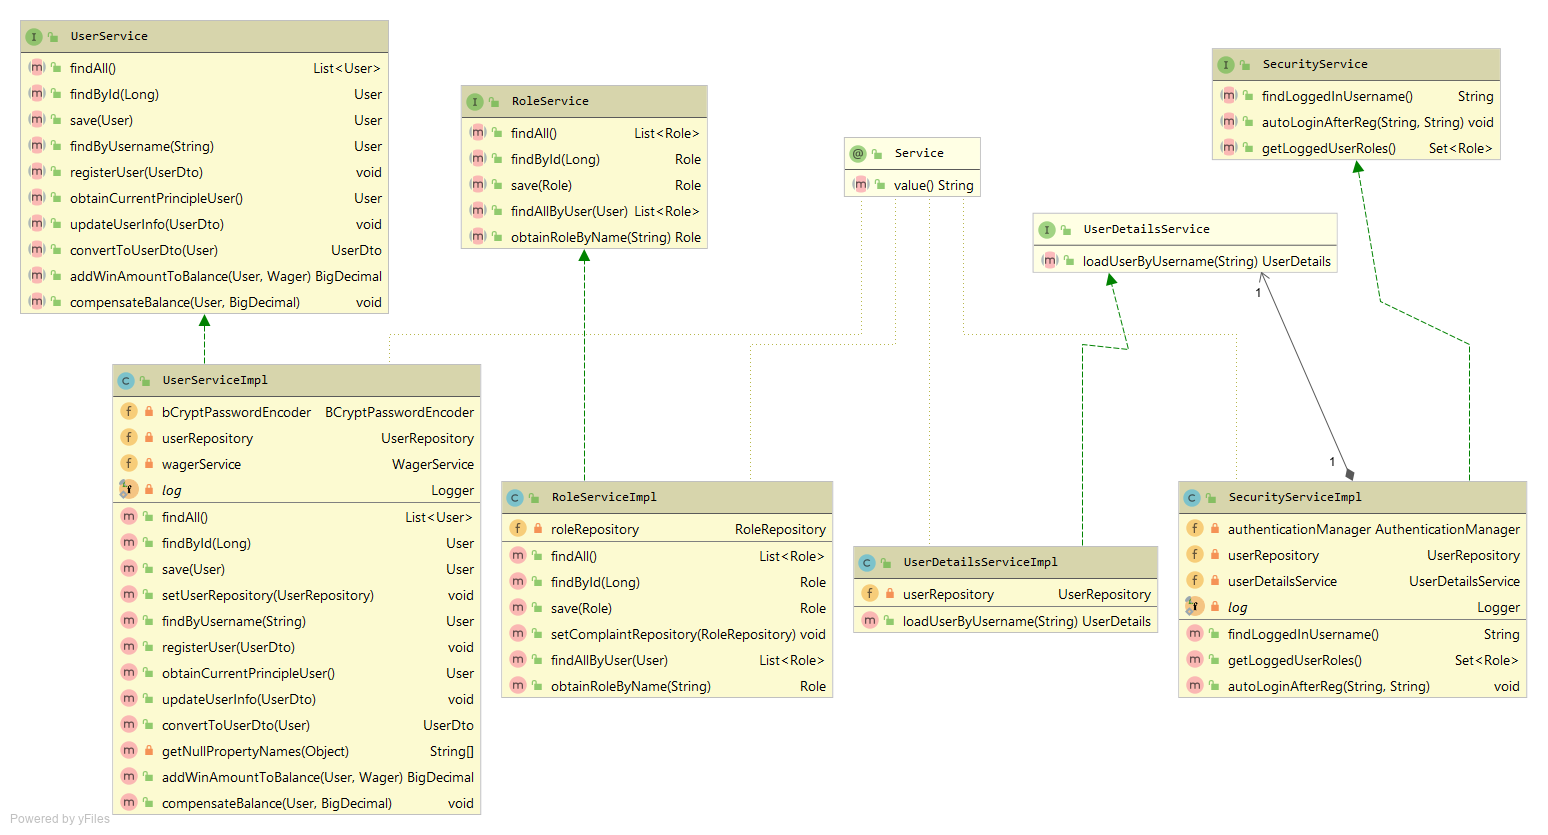 UserService
findAll() List<User>
findById(Long) User
save(User) User
findByUsername(String) User
registerUser(UserDto) void
obtainCurrentPrincipleUser() User
updateUserInfo(UserDto) void
convertToUserDto(User) UserDto
addWinAmountToBalance(User, Wager) BigDecimal
compensateBalance(User, BigDecimal) void
RoleService
findAll() List<Role>
findById(Long) Role
save(Role) Role
findAllByUser(User) List<Role>
obtainRoleByName(String) Role
@ Service
value() String
SecurityService
findLoggedInUsername() String
autoLoginAfterReg(String, String) void
getLoggedUserRoles() Set<Role>
UserDetailsService
loadUserByUsername(String) UserDetails
1
1
UserServiceImpl
bCryptPasswordEncoder BCryptPasswordEncoder
userRepository UserRepository
wagerService WagerService
log Logger
findAll() List<User>
findById(Long) User
save(User) User
setUserRepository(UserRepository) void
findByUsername(String) User
registerUser(UserDto) void
obtainCurrentPrincipleUser() User
updateUserInfo(UserDto) void
convertToUserDto(User) UserDto
getNullPropertyNames(Object) String[]
addWinAmountToBalance(User, Wager) BigDecimal
compensateBalance(User, BigDecimal) void
RoleServiceImpl
roleRepository RoleRepository
findAll() List<Role>
findById(Long) Role
save(Role) Role
setComplaintRepository(RoleRepository) void
findAllByUser(User) List<Role>
obtainRoleByName(String) Role
UserDetailsServiceImpl
userRepository UserRepository
loadUserByUsername(String) UserDetails
SecurityServiceImpl
authenticationManager AuthenticationManager
userRepository UserRepository
userDetailsService UserDetailsService
log Logger
findLoggedInUsername() String
getLoggedUserRoles() Set<Role>
autoLoginAfterReg(String, String) void
Powered by yFiles